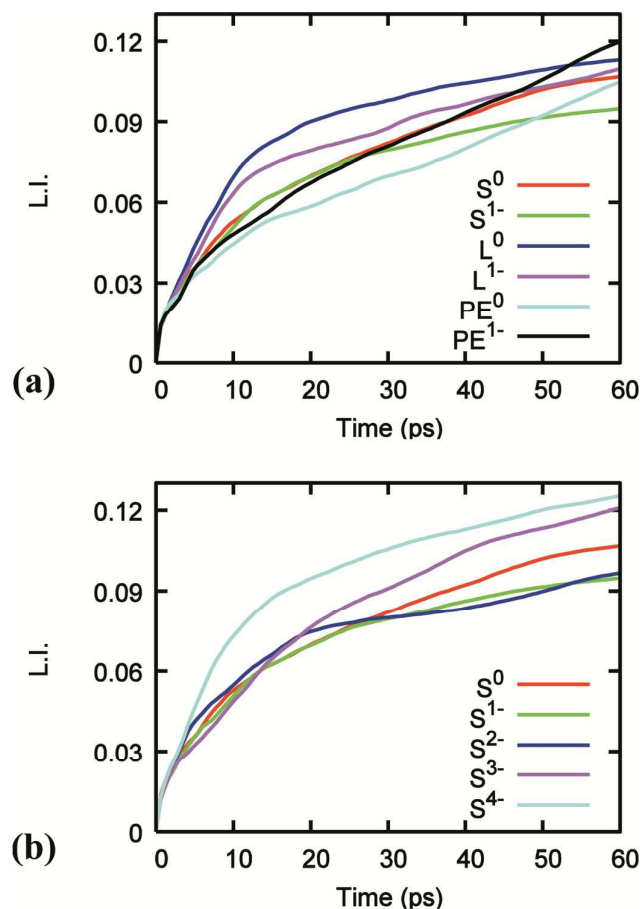 0.12
0.09
0.06
0.03
0
L.I.
S⁰
S¹⁻
L⁰
L¹⁻
PE⁰
PE¹⁻
(a)
0 10 20 30 40 50 60
Time (ps)
0.12
0.09
0.06
0.03
0
L.I.
S⁰
S¹⁻
S²⁻
S³⁻
S⁴⁻
(b)
0 10 20 30 40 50 60
Time (ps)